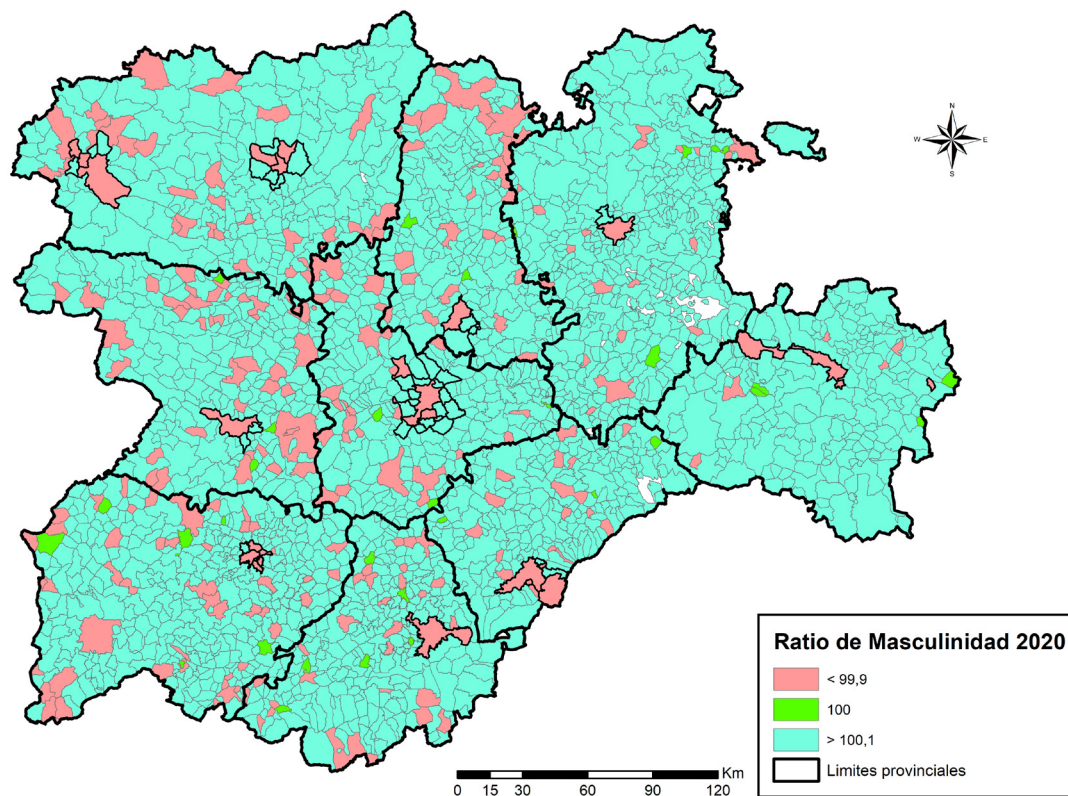 N
W E
S
Ratio de Masculinidad 2020
< 99,9
100
> 100,1
Limites provinciales
Km
0 15 30 60 90 120